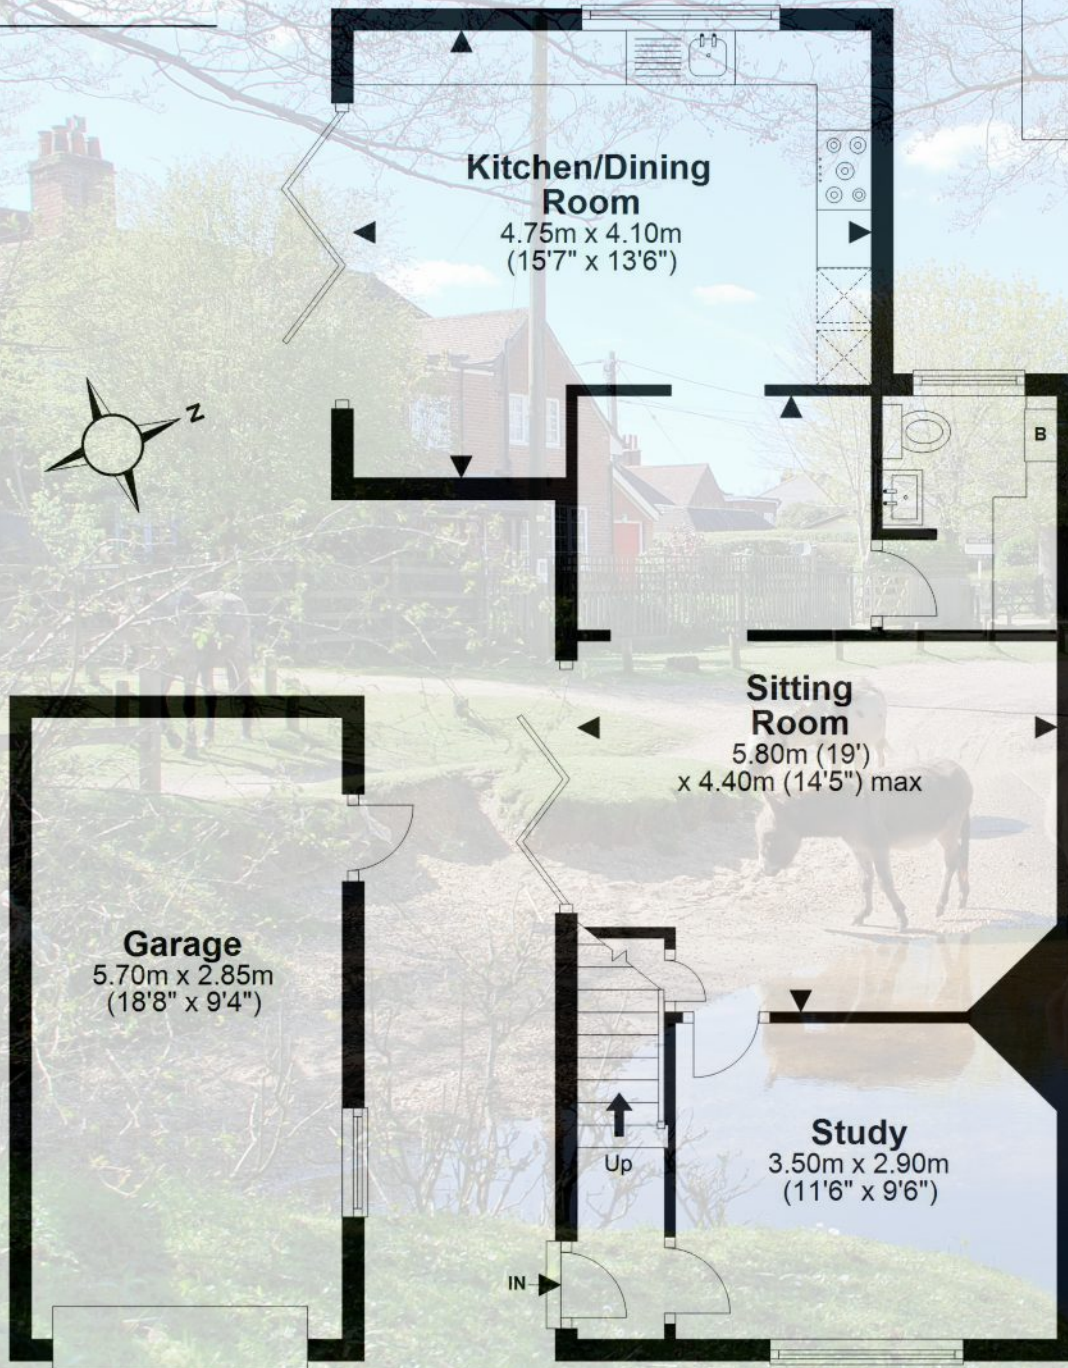 Kitchen/Dining
Room
4.75m x 4.10m
(15'7" x 13'6")
N
B
Sitting
Room
5.80m (19')
x 4.40m (14'5") max
Garage
5.70m x 2.85m
(18'8" x 9'4")
Up
Study
3.50m x 2.90m
(11'6" x 9'6")
IN